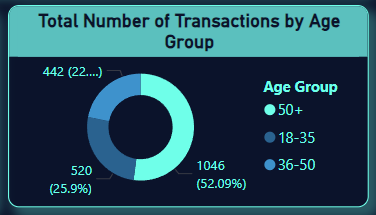 Total Number of Transactions by Age
Group
442 (22....)
Age Group
50+
18-35
36-50
520
(25.9%)
1046
(52.09%)